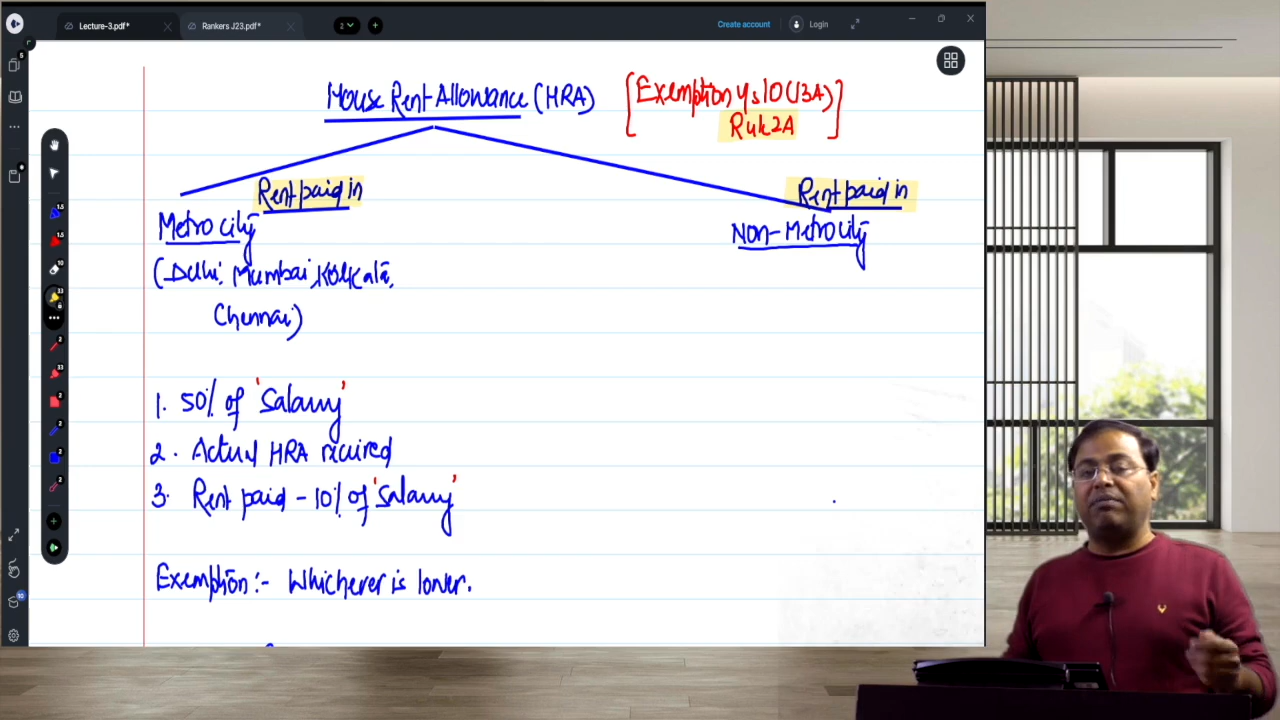 Lecture-3.pdf*
Rankers J23.pdf*
2
Create account
Login
House Rent Allowance (HRA) [Exemption u/s 10(13A)
Rule 2A]
Rent paid in
Metro city
(Delhi, Mumbai, Kolkata,
Chennai)
Rent paid in
Non-Metro city
1. 50% of 'Salary'
2. Actual HRA received
3. Rent paid - 10% of 'Salary'
Exemption:- Whichever is lower.